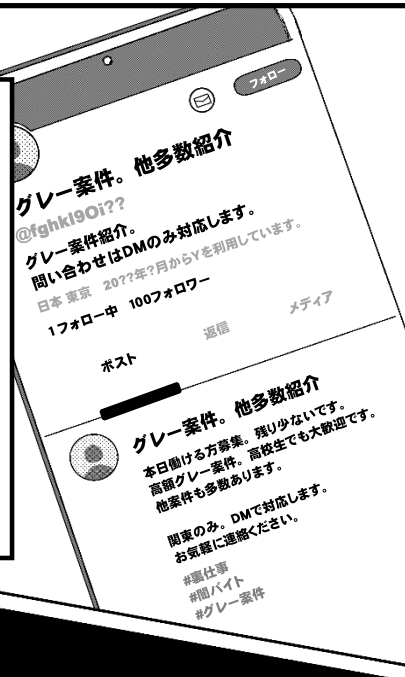 フォロー
グレー案件。他多数紹介
@fghkl9Oi??
グレー案件紹介。
問い合わせはDMのみ対応します。
日本 東京 20??年?月からYを利用しています。
1フォロー中 100フォロワー
ポスト 返信 メディア
グレー案件。他多数紹介
本日働ける方募集。残り少ないです。
高額グレー案件。高校生でも大歓迎です。
他案件も多数あります。
関東のみ。DMで対応します。
お気軽に連絡ください。
#裏仕事
#闇バイト
#グレー案件